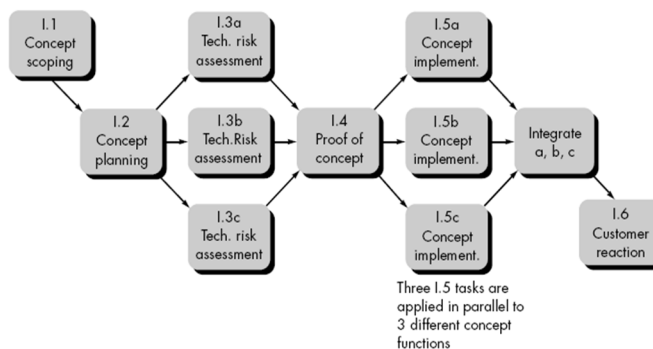 I.1
Concept
scoping
I.2
Concept
planning
I.3a
Tech. risk
assessment
I.3b
Tech.Risk
assessment
I.3c
Tech. risk
assessment
I.4
Proof of
concept
I.5a
Concept
implement.
I.5b
Concept
implement.
I.5c
Concept
implement.
Integrate
a, b, c
I.6
Customer
reaction
Three I.5 tasks are
applied in parallel to
3 different concept
functions